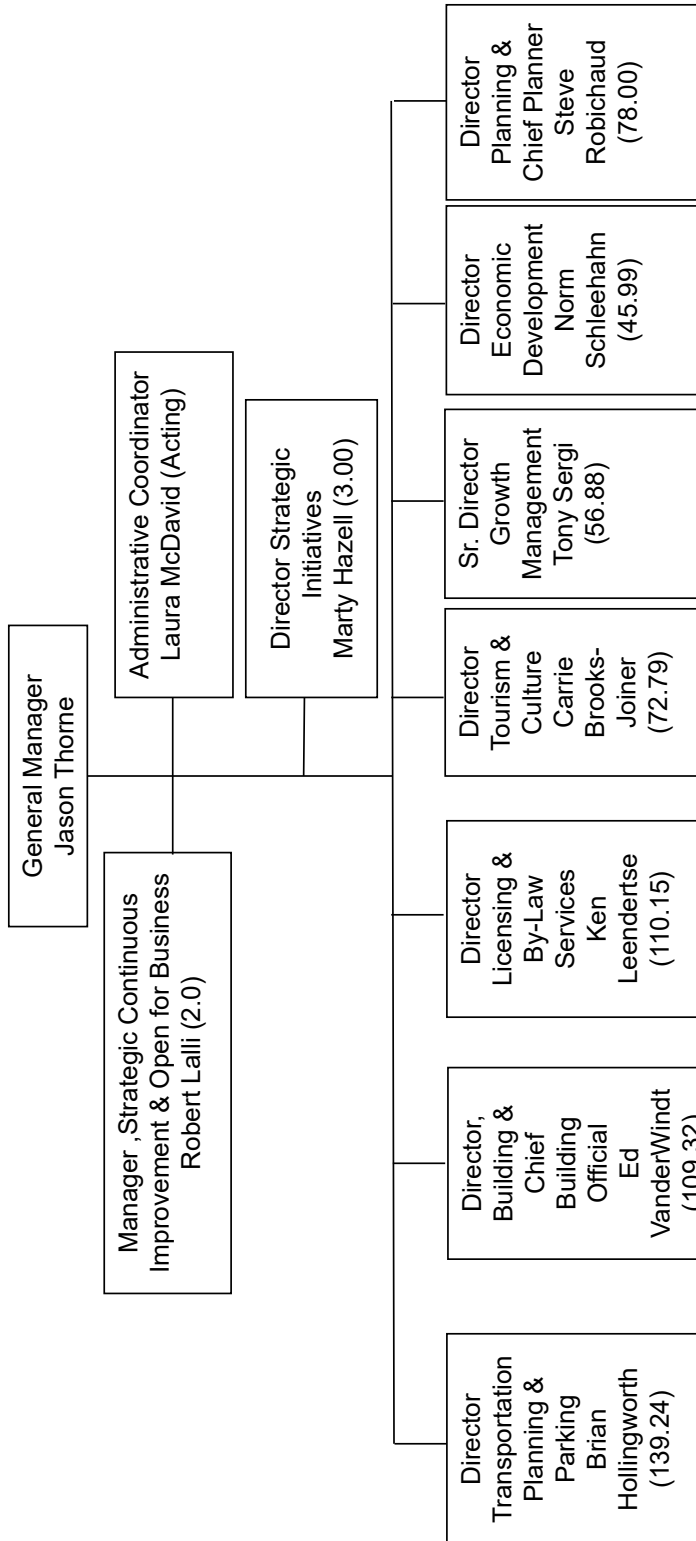 General Manager
Jason Thorne
Manager ,Strategic Continuous
Improvement & Open for Business
Robert Lalli (2.0)
Administrative Coordinator
Laura McDavid (Acting)
Director Strategic
Initiatives
Marty Hazell (3.00)
Director
Transportation
Planning &
Parking
Brian
Hollingworth
(139.24)
Director,
Building &
Chief
Building
Official
Ed
VanderWindt
(109.32)
Director
Licensing &
By-Law
Services
Ken
Leendertse
(110.15)
Director
Tourism &
Culture
Carrie
Brooks-
Joiner
(72.79)
Sr. Director
Growth
Management
Tony Sergi
(56.88)
Director
Economic
Development
Norm
Schleehahn
(45.99)
Director
Planning &
Chief Planner
Steve
Robichaud
(78.00)